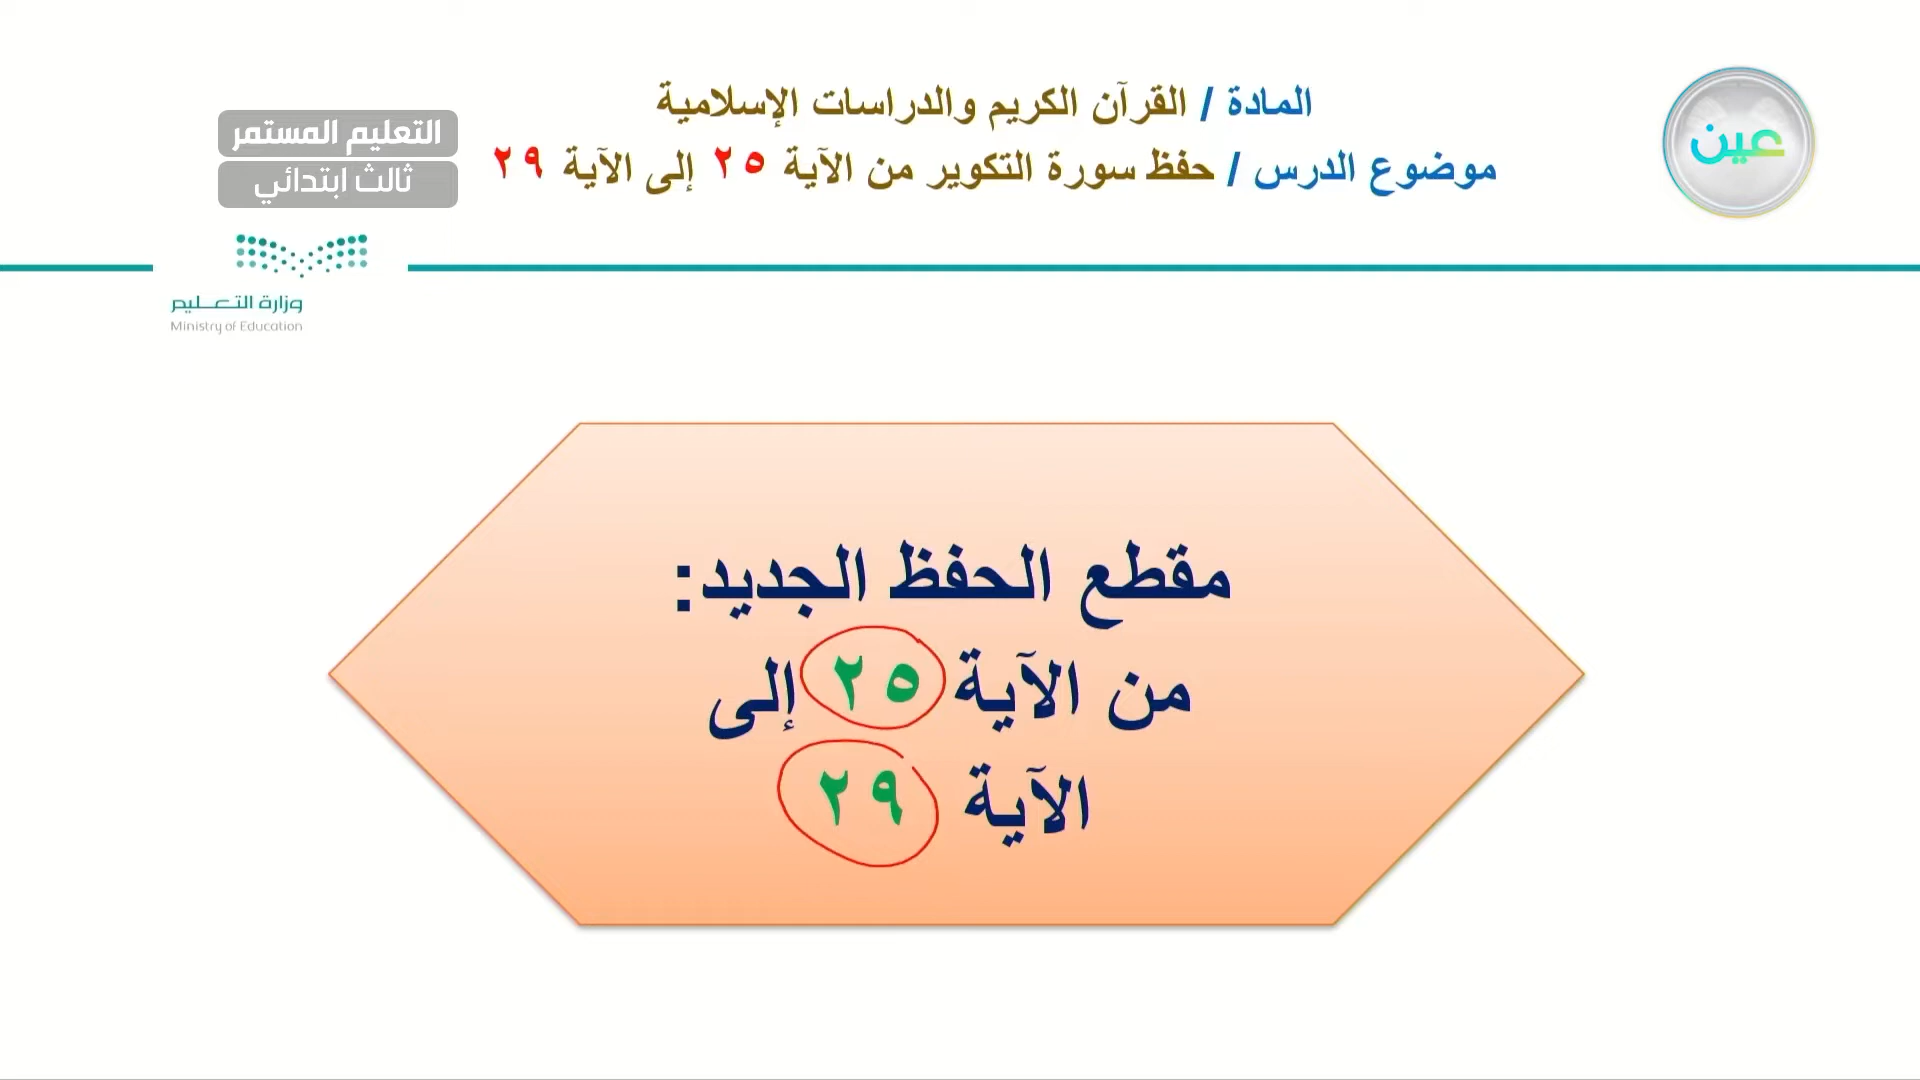 المادة / القرآن الكريم والدراسات الإسلامية
موضوع الدرس / حفظ سورة التكوير من الآية ٢٥ إلى الآية ٢٩
عين
التعليم المستمر
ثالث ابتدائي
وزارة التعـــليم
Ministry of Education
مقطع الحفظ الجديد:
من الآية ٢٥ إلى
الآية ٢٩